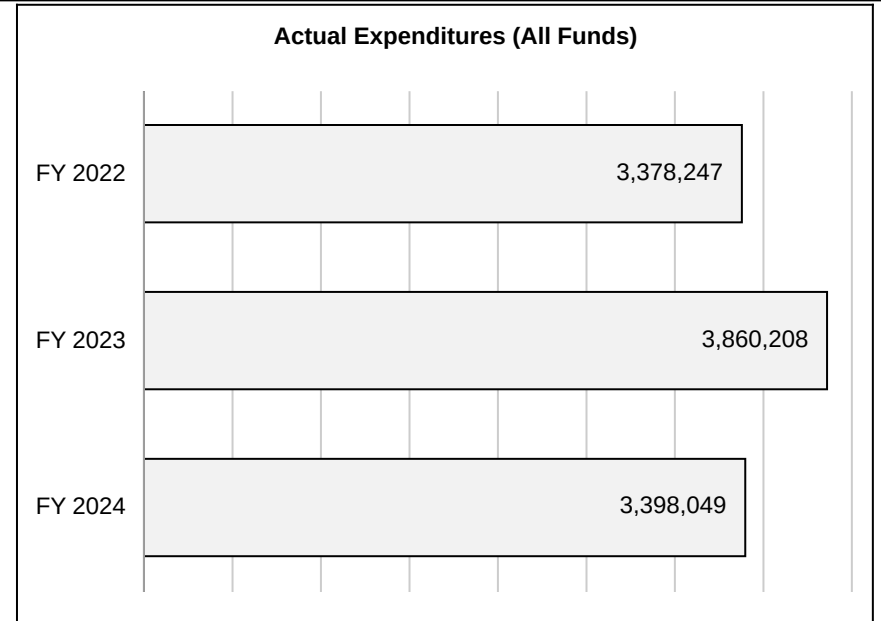 Actual Expenditures (All Funds)
FY 2022 3,378,247
FY 2023 3,860,208
FY 2024 3,398,049